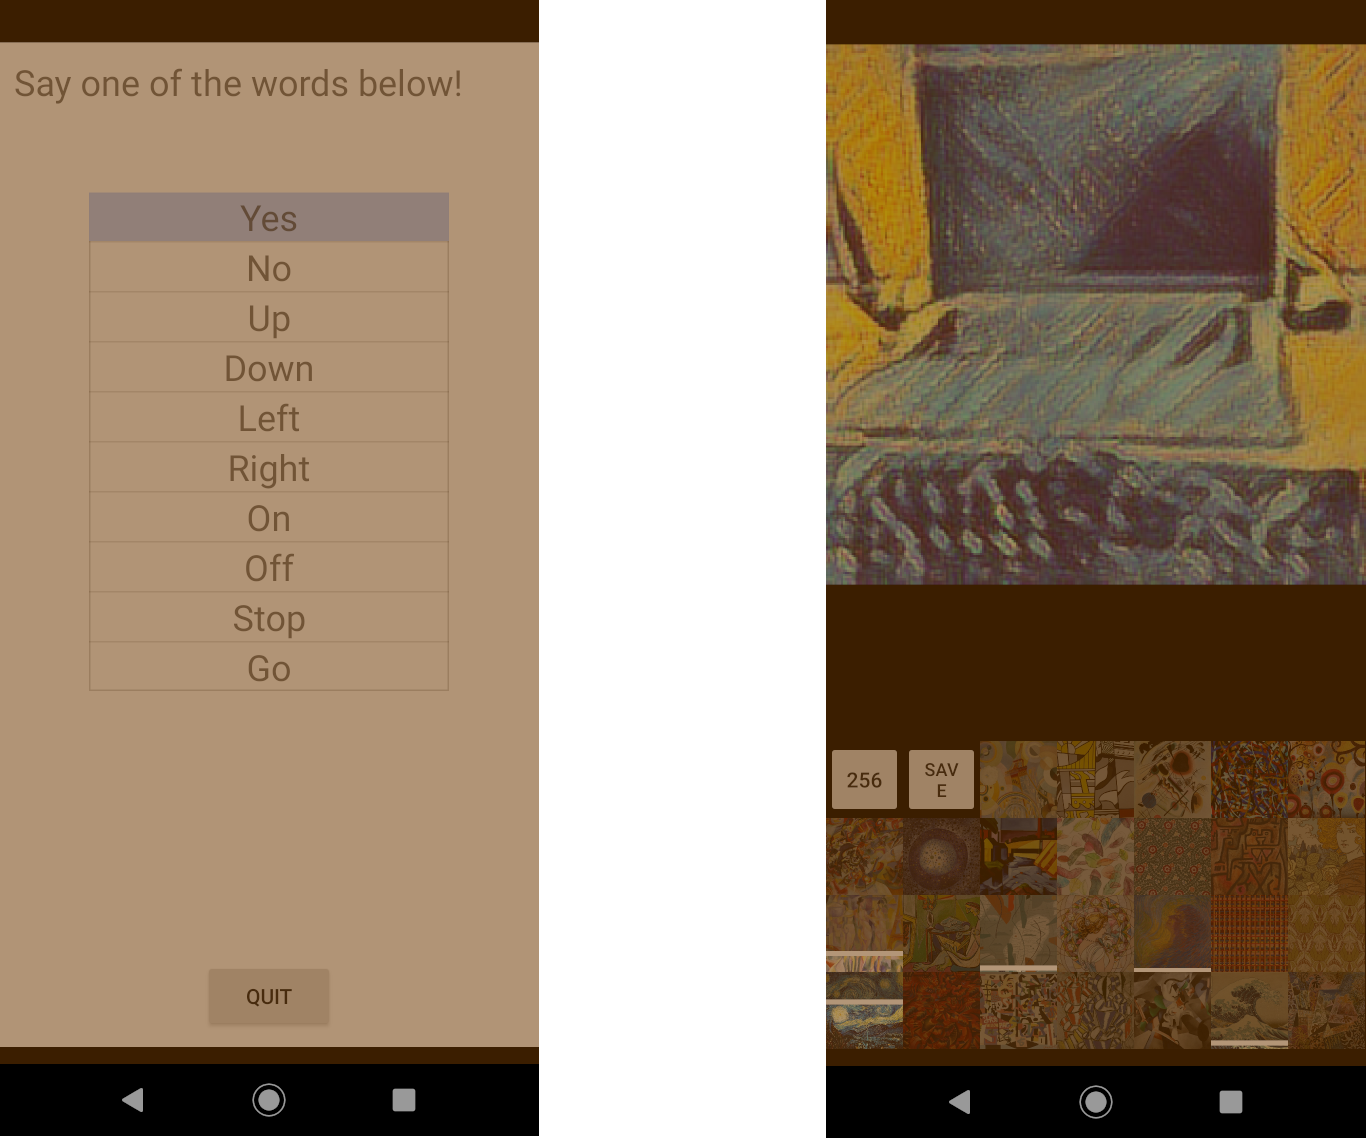 Say one of the words below!
Yes
No
Up
Down
Left
Right
On
Off
Stop
Go
QUIT
256
SAV
E